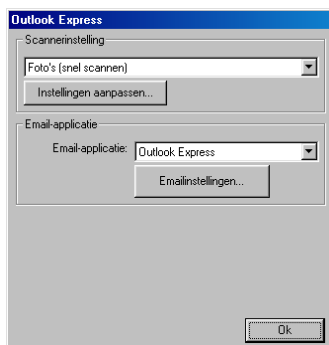 Outlook Express
Scannerinstelling
Foto's (snel scannen)
Instellingen aanpassen...
Email-applicatie
Email-applicatie: Outlook Express
Emailinstellingen...
Ok